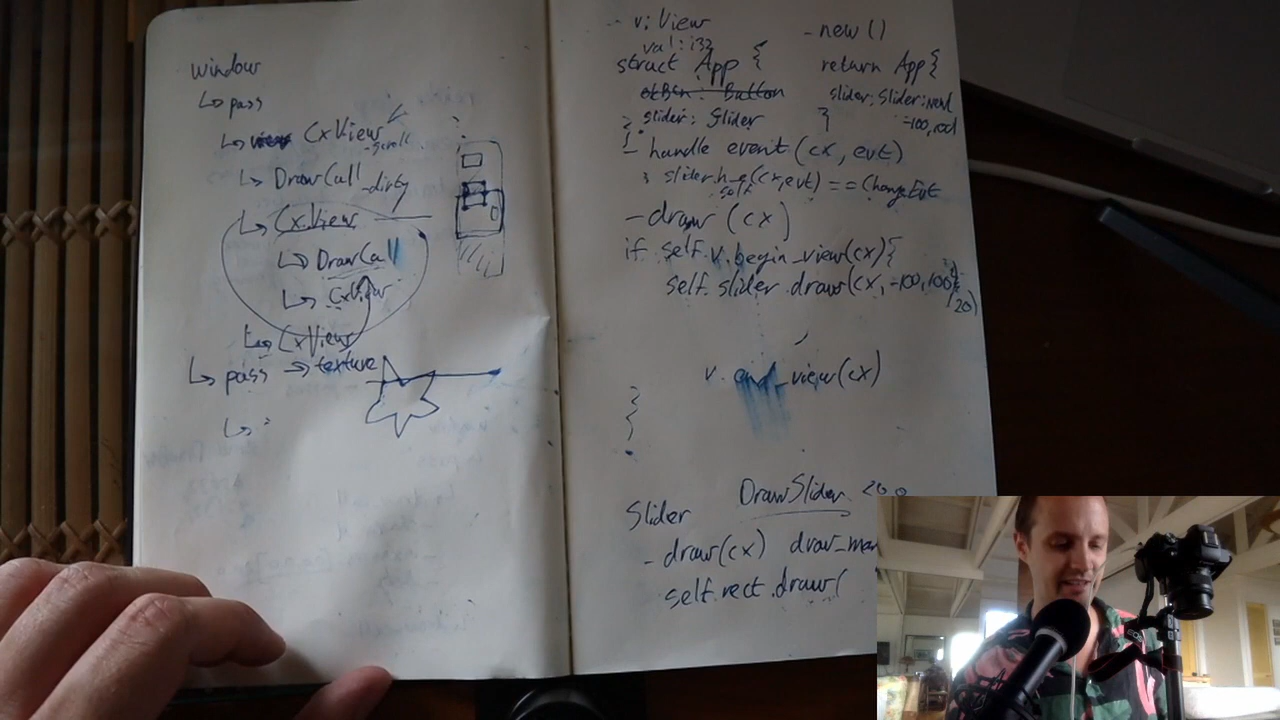 window
↳ pass
↳ CxView
- scroll
↳ DrawCall - dirty
↳ CxView
↳ DrawCall
↳ CxView
↳ CxView
↳ pass → texture
↳ :
- v: View
val: i32
struct App {
slider: Slider
}
- new()
return App {
slider: Slider::new(
-100, 100
}
- handle event (cx, evt)
slider.h_e(cx, evt) == ChangeEvt
self
- draw (cx)
if self.v.begin_view(cx){
self.slider.draw(cx, -100, 100,
20)
v. end_view(cx)
}
}
Slider DrawSlider
- draw(cx)
self.rect.draw(